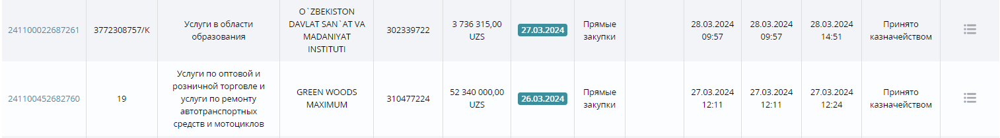 241100022687261
3772308757/К
Услуги в области
образования
O`ZBEKISTON
DAVLAT SAN`AT VA
MADANIYAT
INSTITUTI
302339722
3 736 315,00
UZS
27.03.2024
Прямые
закупки
28.03.2024
09:57
28.03.2024
09:57
28.03.2024
14:51
Принято
казначейством
241100452682760
19
Услуги по оптовой и
розничной торговле и
услуги по ремонту
автотранспортных
средств и мотоциклов
GREEN WOODS
MAXIMUM
310477224
52 340 000,00
UZS
26.03.2024
Прямые
закупки
27.03.2024
12:11
27.03.2024
12:11
27.03.2024
12:24
Принято
казначейством